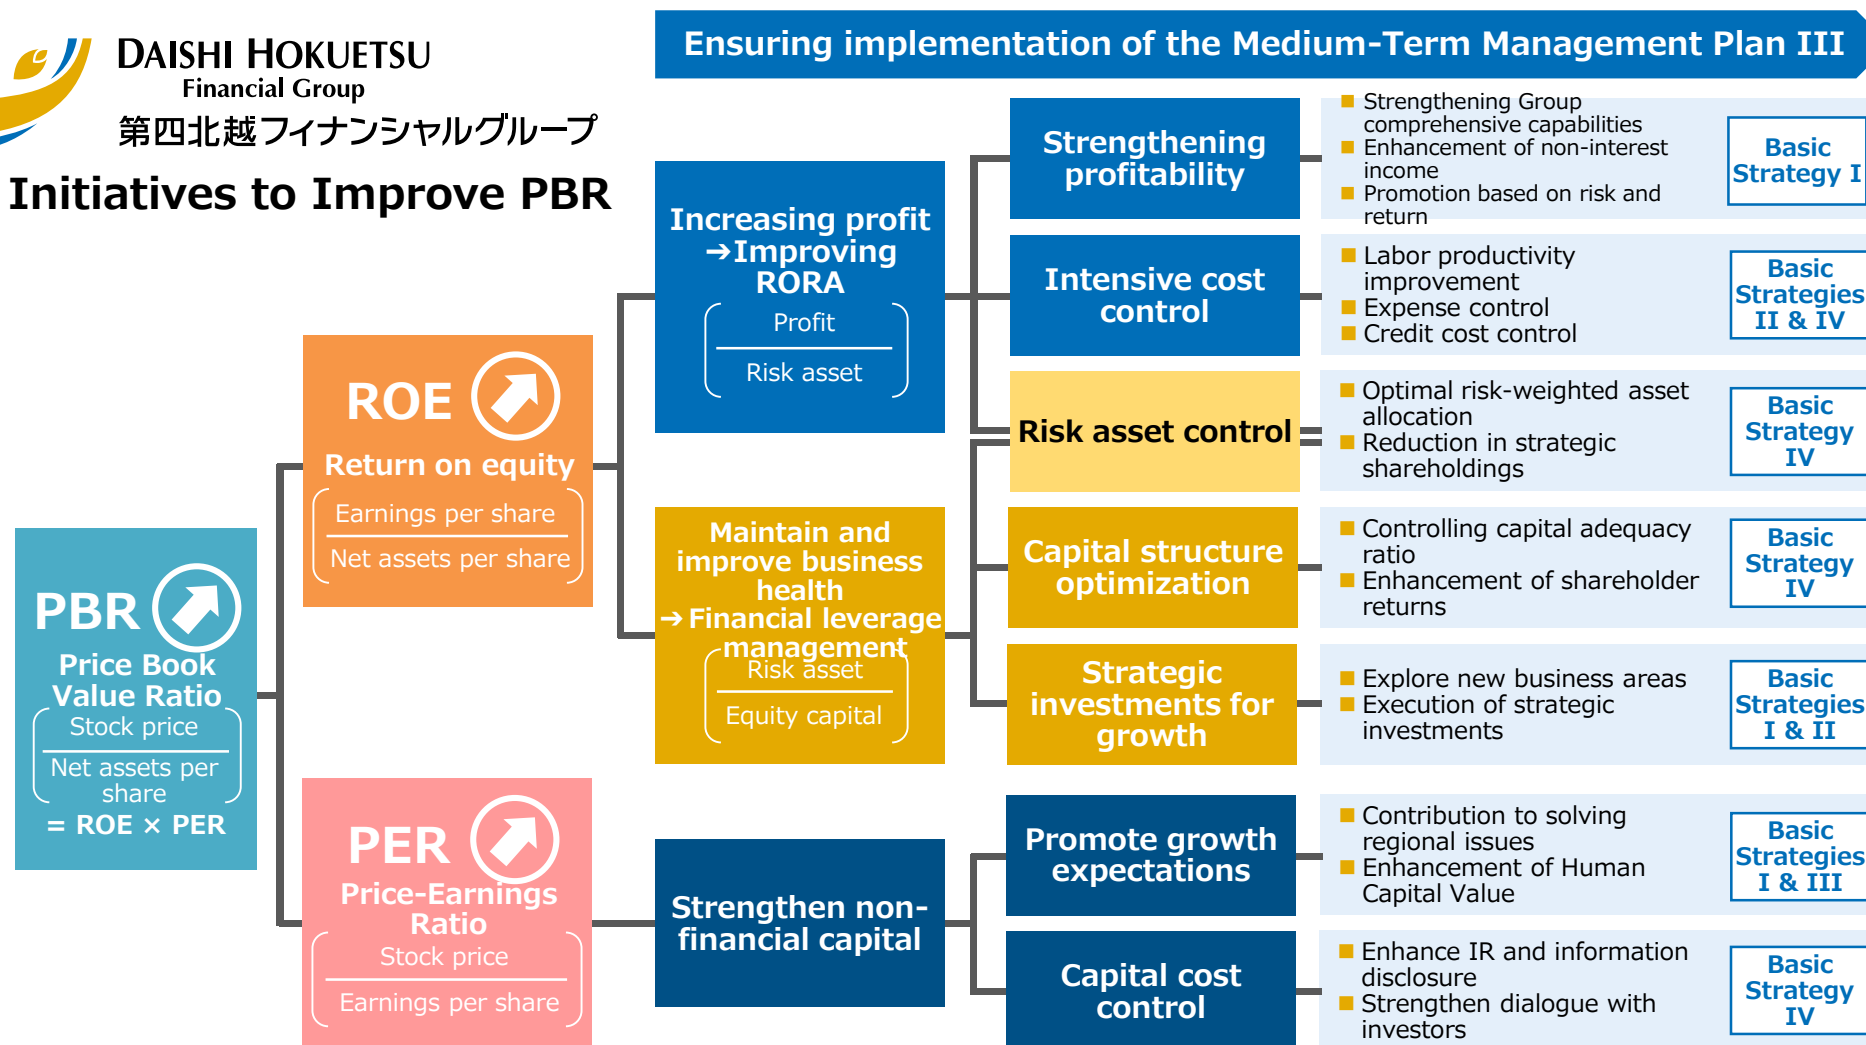 DAISHI HOKUETSU
Financial Group
第四北越フィナンシャルグループ
Initiatives to Improve PBR
Ensuring implementation of the Medium-Term Management Plan III
PBR
Price Book
Value Ratio
Stock price
Net assets per
share
= ROE × PER
ROE
Return on equity
Earnings per share
Net assets per share
PER
Price-Earnings
Ratio
Stock price
Earnings per share
Increasing profit
➔Improving
RORA
Profit
Risk asset
Maintain and
improve business
health
➔Financial leverage
management
Risk asset
Equity capital
Strengthen non-
financial capital
Strengthening
profitability
■ Strengthening Group
comprehensive capabilities
■ Enhancement of non-interest
income
■ Promotion based on risk and
return
Basic
Strategy I
Intensive cost
control
■ Labor productivity
improvement
■ Expense control
■ Credit cost control
Basic
Strategies
II & IV
Risk asset control
■ Optimal risk-weighted asset
allocation
■ Reduction in strategic
shareholdings
Basic
Strategy
IV
Capital structure
optimization
■ Controlling capital adequacy
ratio
■ Enhancement of shareholder
returns
Basic
Strategy
IV
Strategic
investments for
growth
■ Explore new business areas
■ Execution of strategic
investments
Basic
Strategies
I & II
Promote growth
expectations
■ Contribution to solving
regional issues
■ Enhancement of Human
Capital Value
Basic
Strategies
I & III
Capital cost
control
■ Enhance IR and information
disclosure
■ Strengthen dialogue with
investors
Basic
Strategy
IV